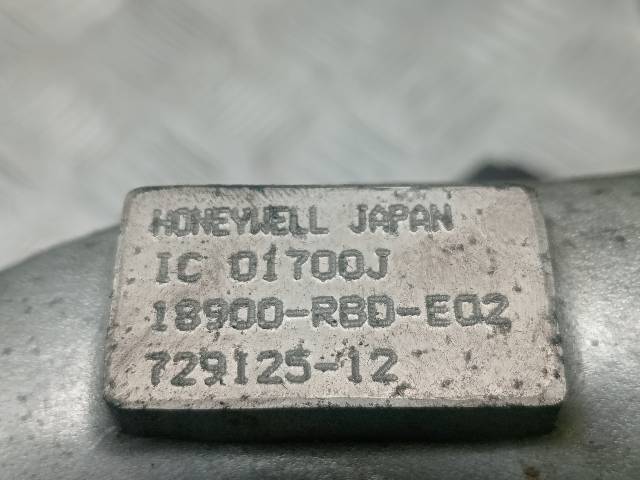 HONEYWELL JAPAN
IC 01700J
18900-RBD-E02
729125-12